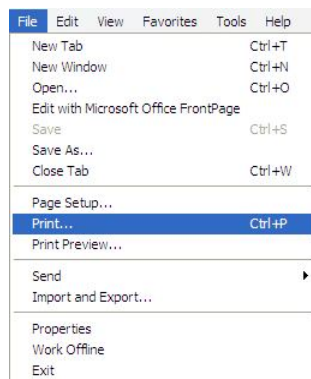 File Edit View Favorites Tools Help
New Tab Ctrl+T
New Window Ctrl+N
Open... Ctrl+O
Edit with Microsoft Office FrontPage
Save Ctrl+S
Save As...
Close Tab Ctrl+W
Page Setup...
Print... Ctrl+P
Print Preview...
Send
Import and Export...
Properties
Work Offline
Exit